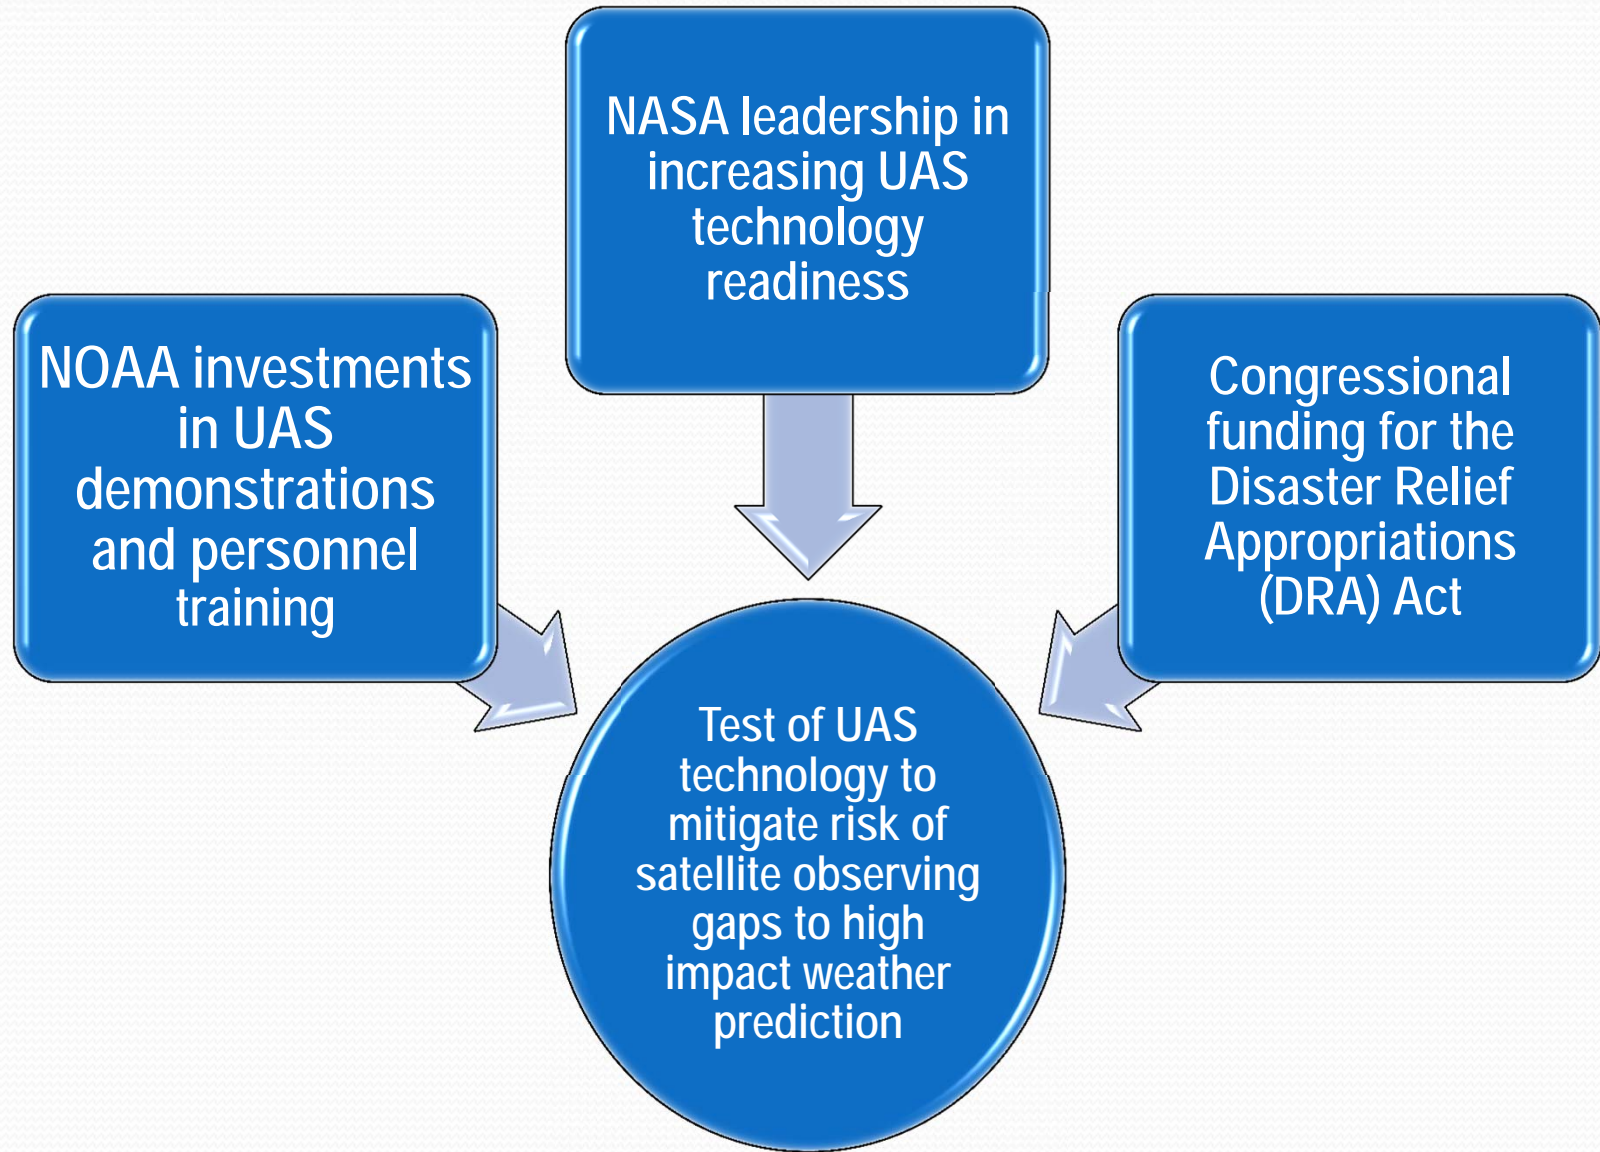 NASA leadership in
increasing UAS
technology
readiness
NOAA investments
in UAS
demonstrations
and personnel
training
Congressional
funding for the
Disaster Relief
Appropriations
(DRA) Act
Test of UAS
technology to
mitigate risk of
satellite observing
gaps to high
impact weather
prediction